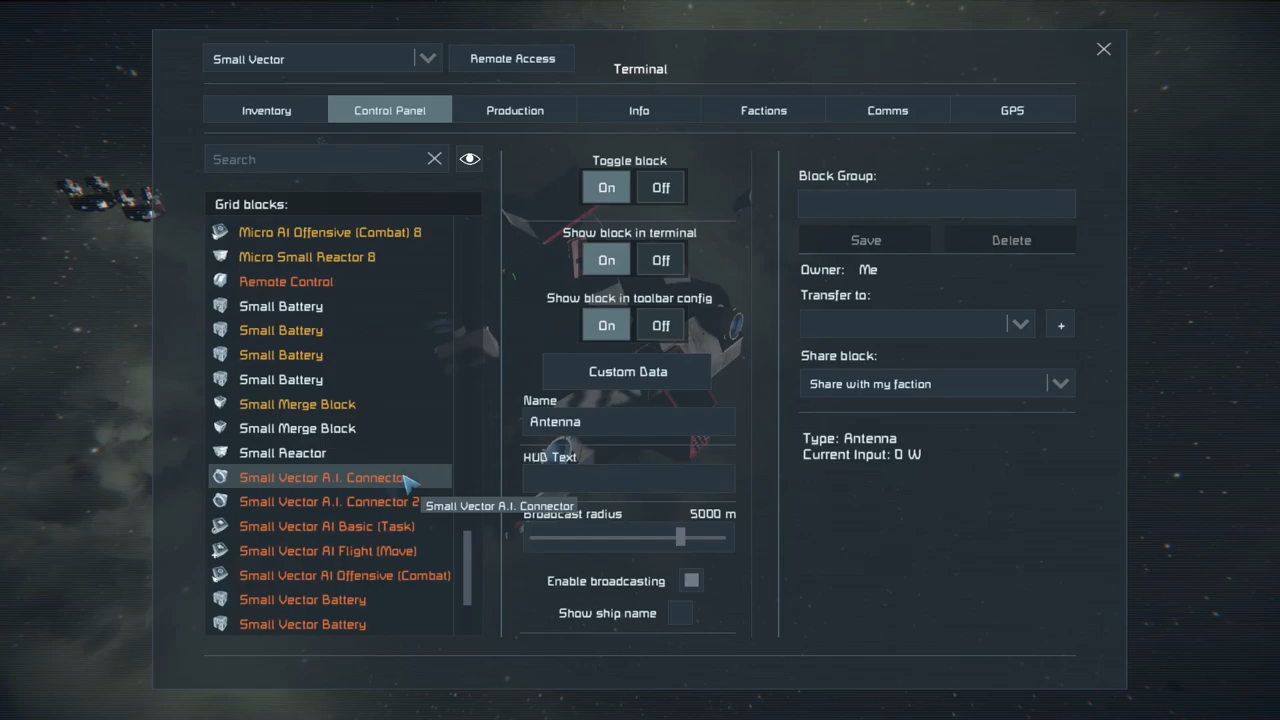 Small Vector
Remote Access
Terminal
Inventory
Control Panel
Production
Info
Factions
Comms
GPS
Search
Grid blocks:
Micro AI Offensive (Combat) 8
Micro Small Reactor 8
Remote Control
Small Battery
Small Battery
Small Battery
Small Battery
Small Merge Block
Small Merge Block
Small Reactor
Small Vector A.I. Connector
Small Vector A.I. Connector 2
Small Vector A.I. Connector
Small Vector AI Basic (Task)
Small Vector AI Flight (Move)
Small Vector AI Offensive (Combat)
Small Vector Battery
Small Vector Battery
Toggle block
On Off
Show block in terminal
On Off
Show block in toolbar config
On Off
Custom Data
Name
Antenna
HUD Text
Broadcast radius 5000 m
Enable broadcasting
Show ship name
Block Group:
Save Delete
Owner: Me
Transfer to:
+
Share block:
Share with my faction
Type: Antenna
Current Input: 0 W